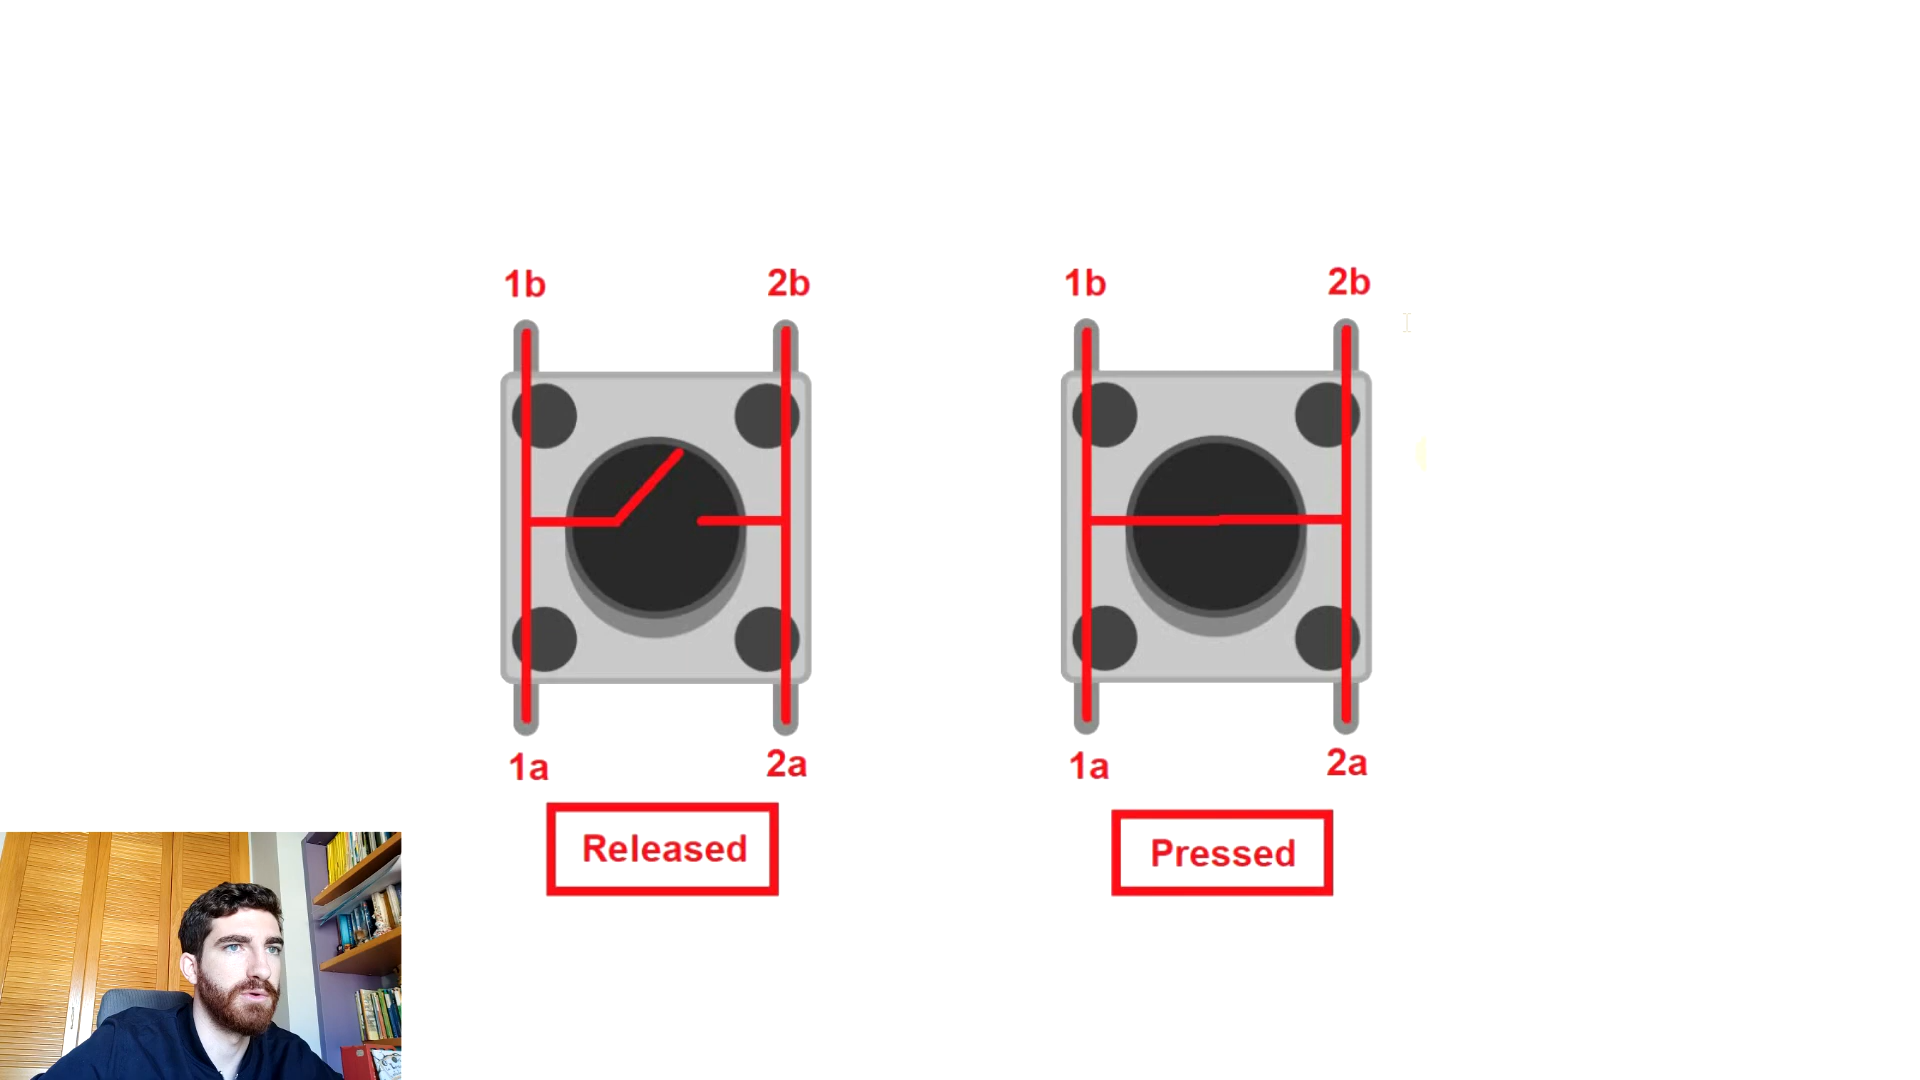 1b 2b
1b 2b
1a 2a
1a 2a
Released
Pressed